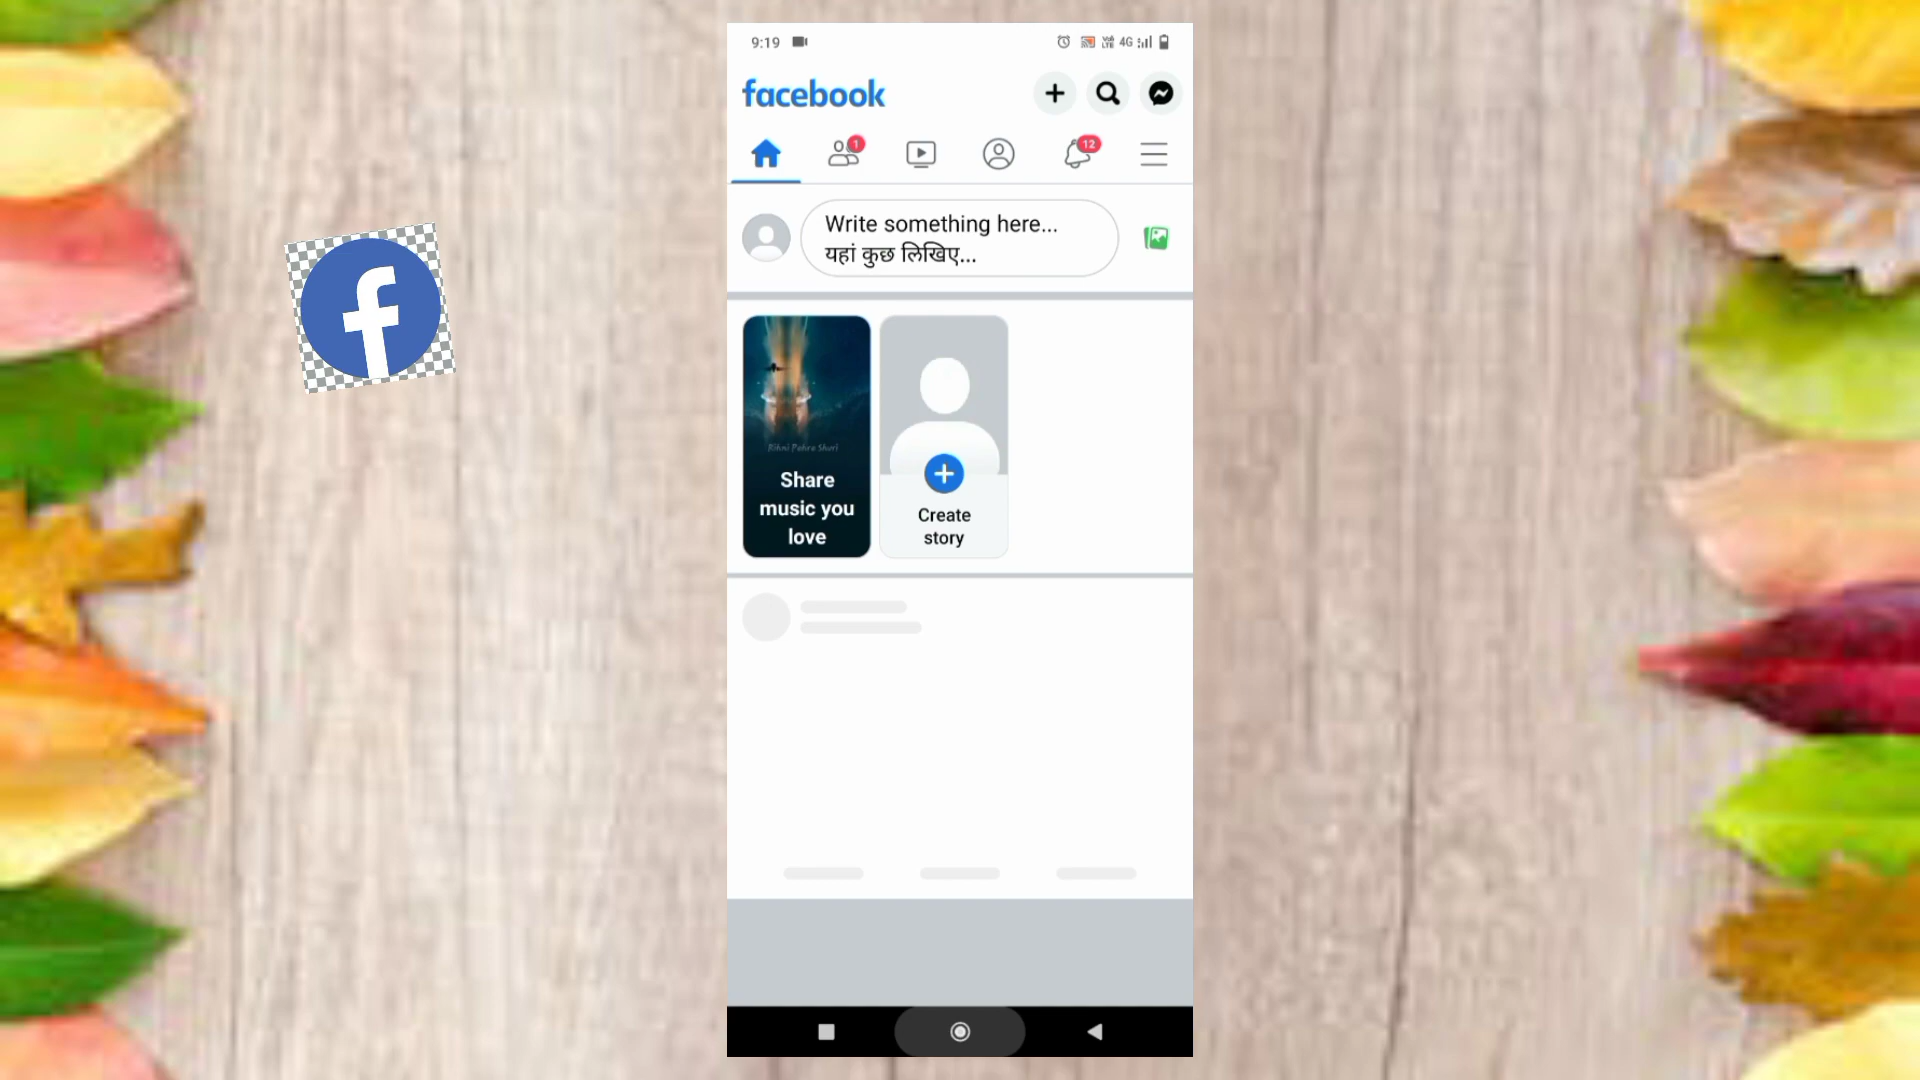 9:19
4G
facebook
1
12
Write something here...
यहां कुछ लिखिए...
Share
music you
love
Create
story